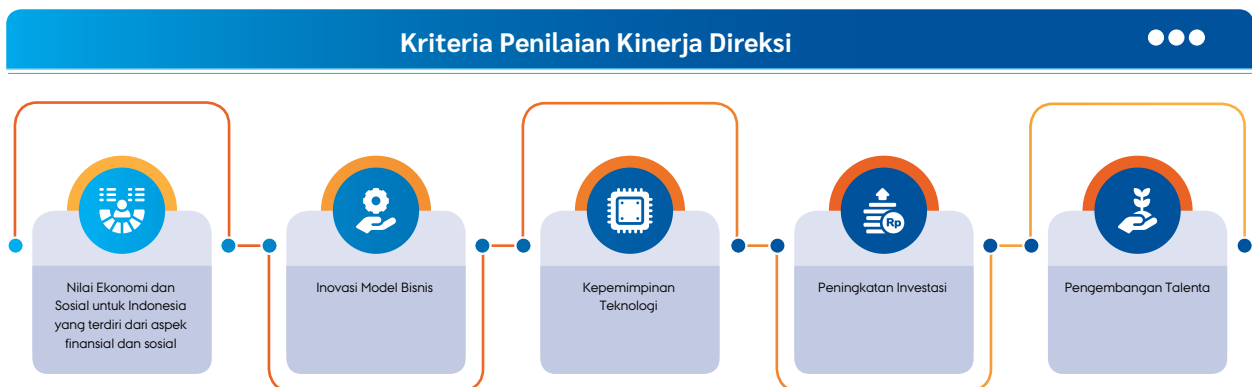 Kriteria Penilaian Kinerja Direksi
Nilai Ekonomi dan
Sosial untuk Indonesia
yang terdiri dari aspek
finansial dan sosial
Inovasi Model Bisnis
Kepemimpinan
Teknologi
Rp
Peningkatan Investasi
Pengembangan Talenta